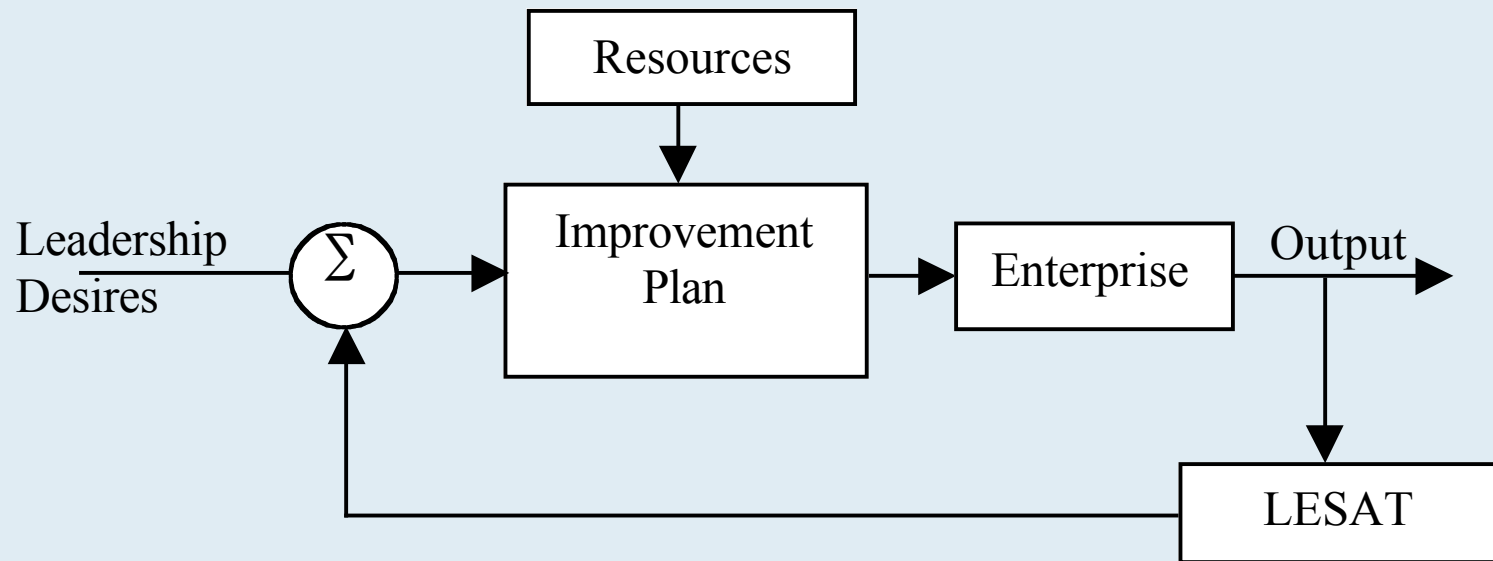 Resources
Leadership
Desires
Σ
Improvement
Plan
Enterprise
Output
LESAT